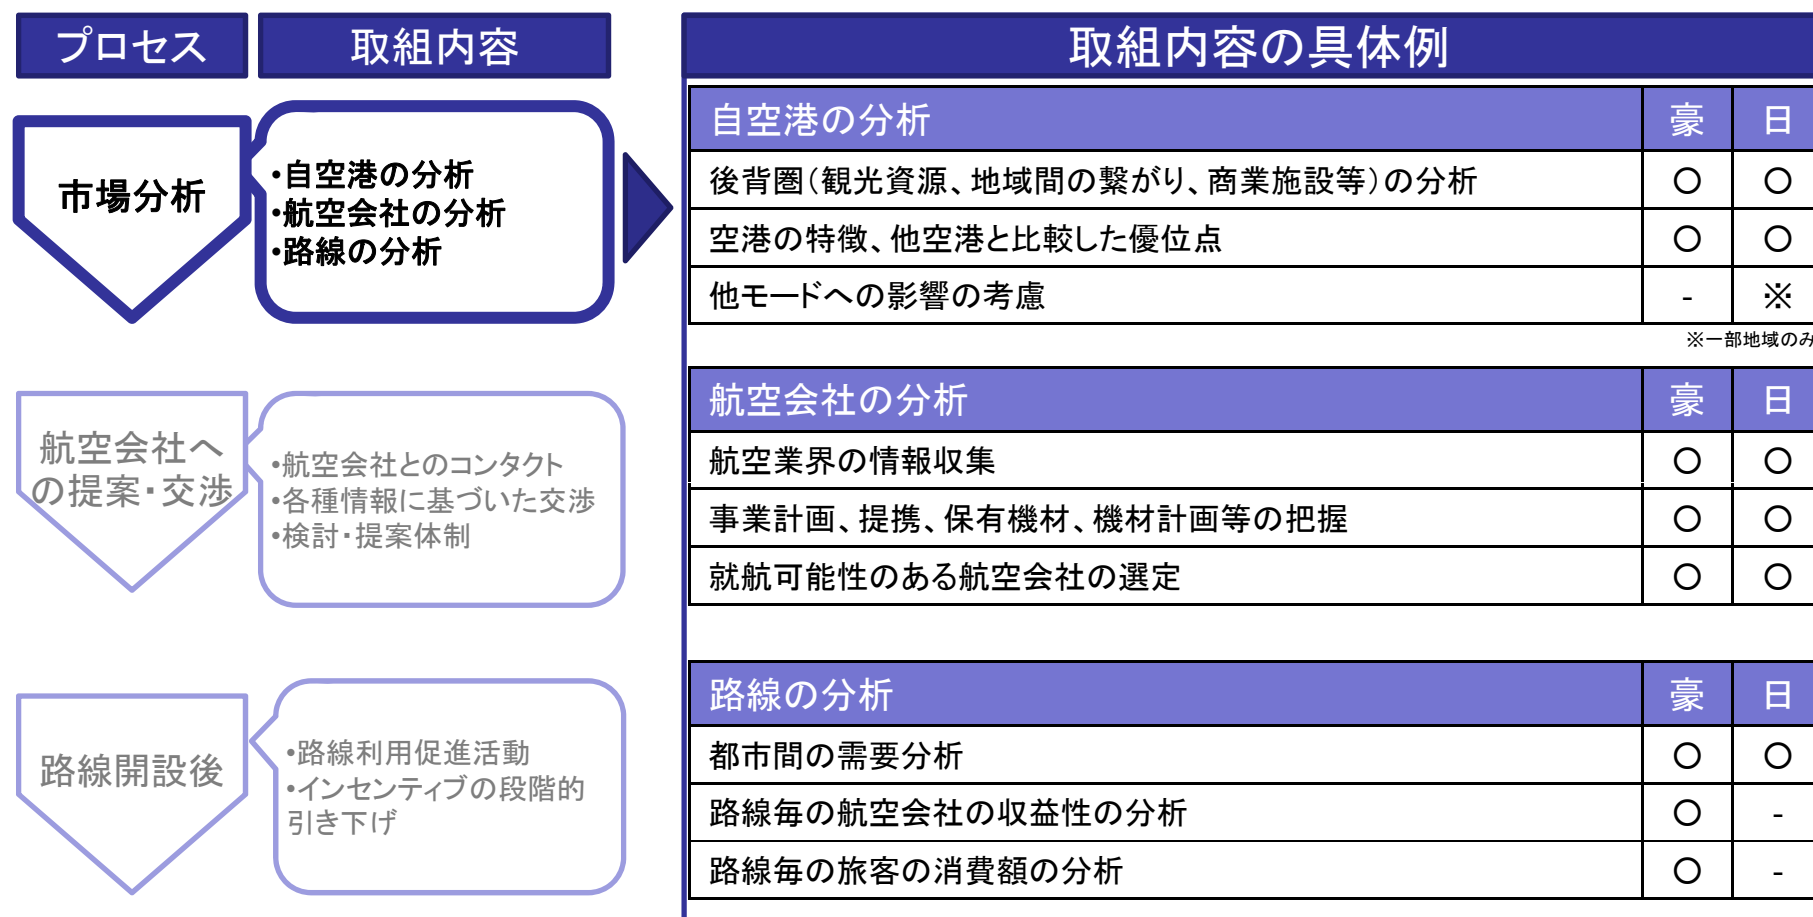 プロセス
取組内容
取組内容の具体例
市場分析
・自空港の分析
・航空会社の分析
・路線の分析
航空会社へ
の提案・交渉
・航空会社とのコンタクト
・各種情報に基づいた交渉
・検討・提案体制
路線開設後
・路線利用促進活動
・インセンティブの段階的
引き下げ
自空港の分析 豪 日
後背圏(観光資源、地域間の繋がり、商業施設等)の分析 ○ ○
空港の特徴、他空港と比較した優位点 ○ ○
他モードへの影響の考慮 - ※
※一部地域のみ
航空会社の分析 豪 日
航空業界の情報収集 ○ ○
事業計画、提携、保有機材、機材計画等の把握 ○ ○
就航可能性のある航空会社の選定 ○ ○
路線の分析 豪 日
都市間の需要分析 ○ ○
路線毎の航空会社の収益性の分析 ○ -
路線毎の旅客の消費額の分析 ○ -